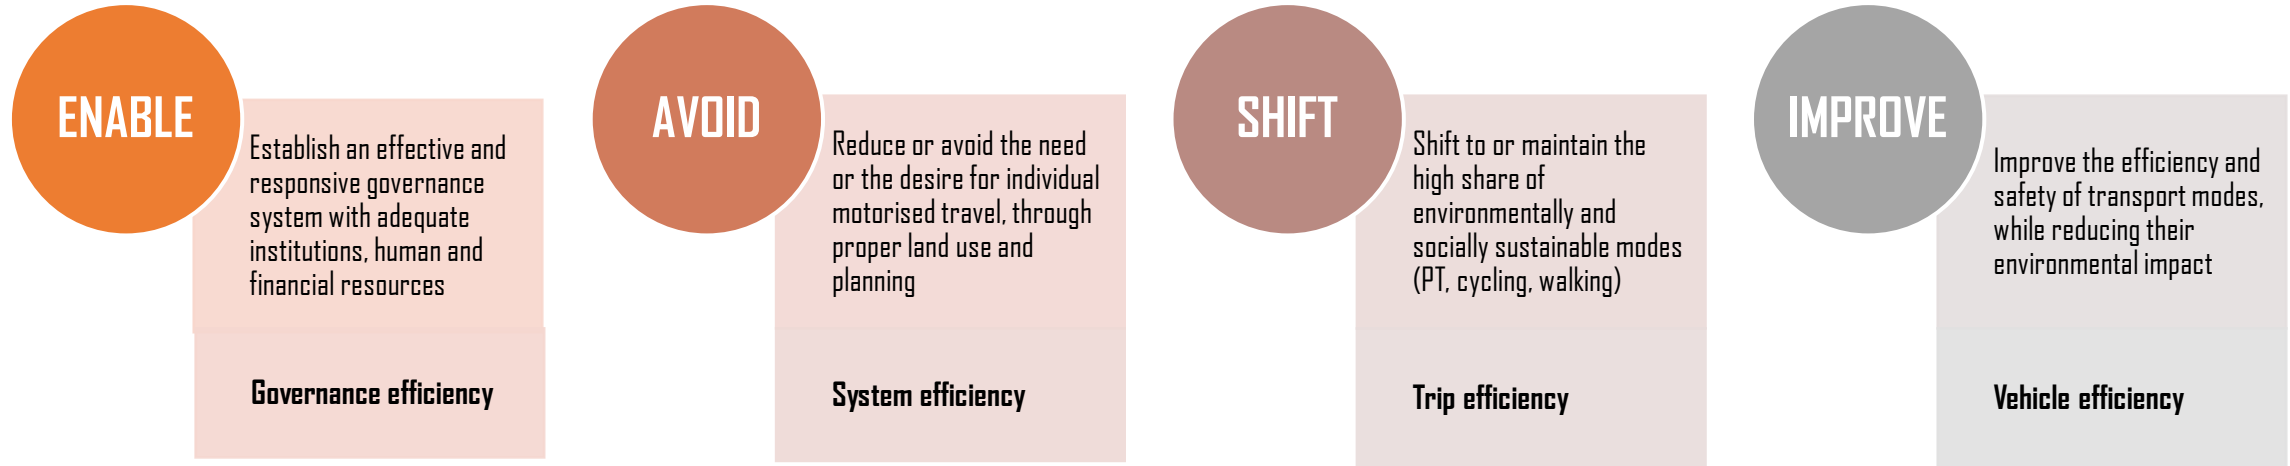 ENABLE
Establish an effective and
responsive governance
system with adequate
institutions, human and
financial resources
Governance efficiency
AVOID
Reduce or avoid the need
or the desire for individual
motorised travel, through
proper land use and
planning
System efficiency
SHIFT
Shift to or maintain the
high share of
environmentally and
socially sustainable modes
(PT, cycling, walking)
Trip efficiency
IMPROVE
Improve the efficiency and
safety of transport modes,
while reducing their
environmental impact
Vehicle efficiency